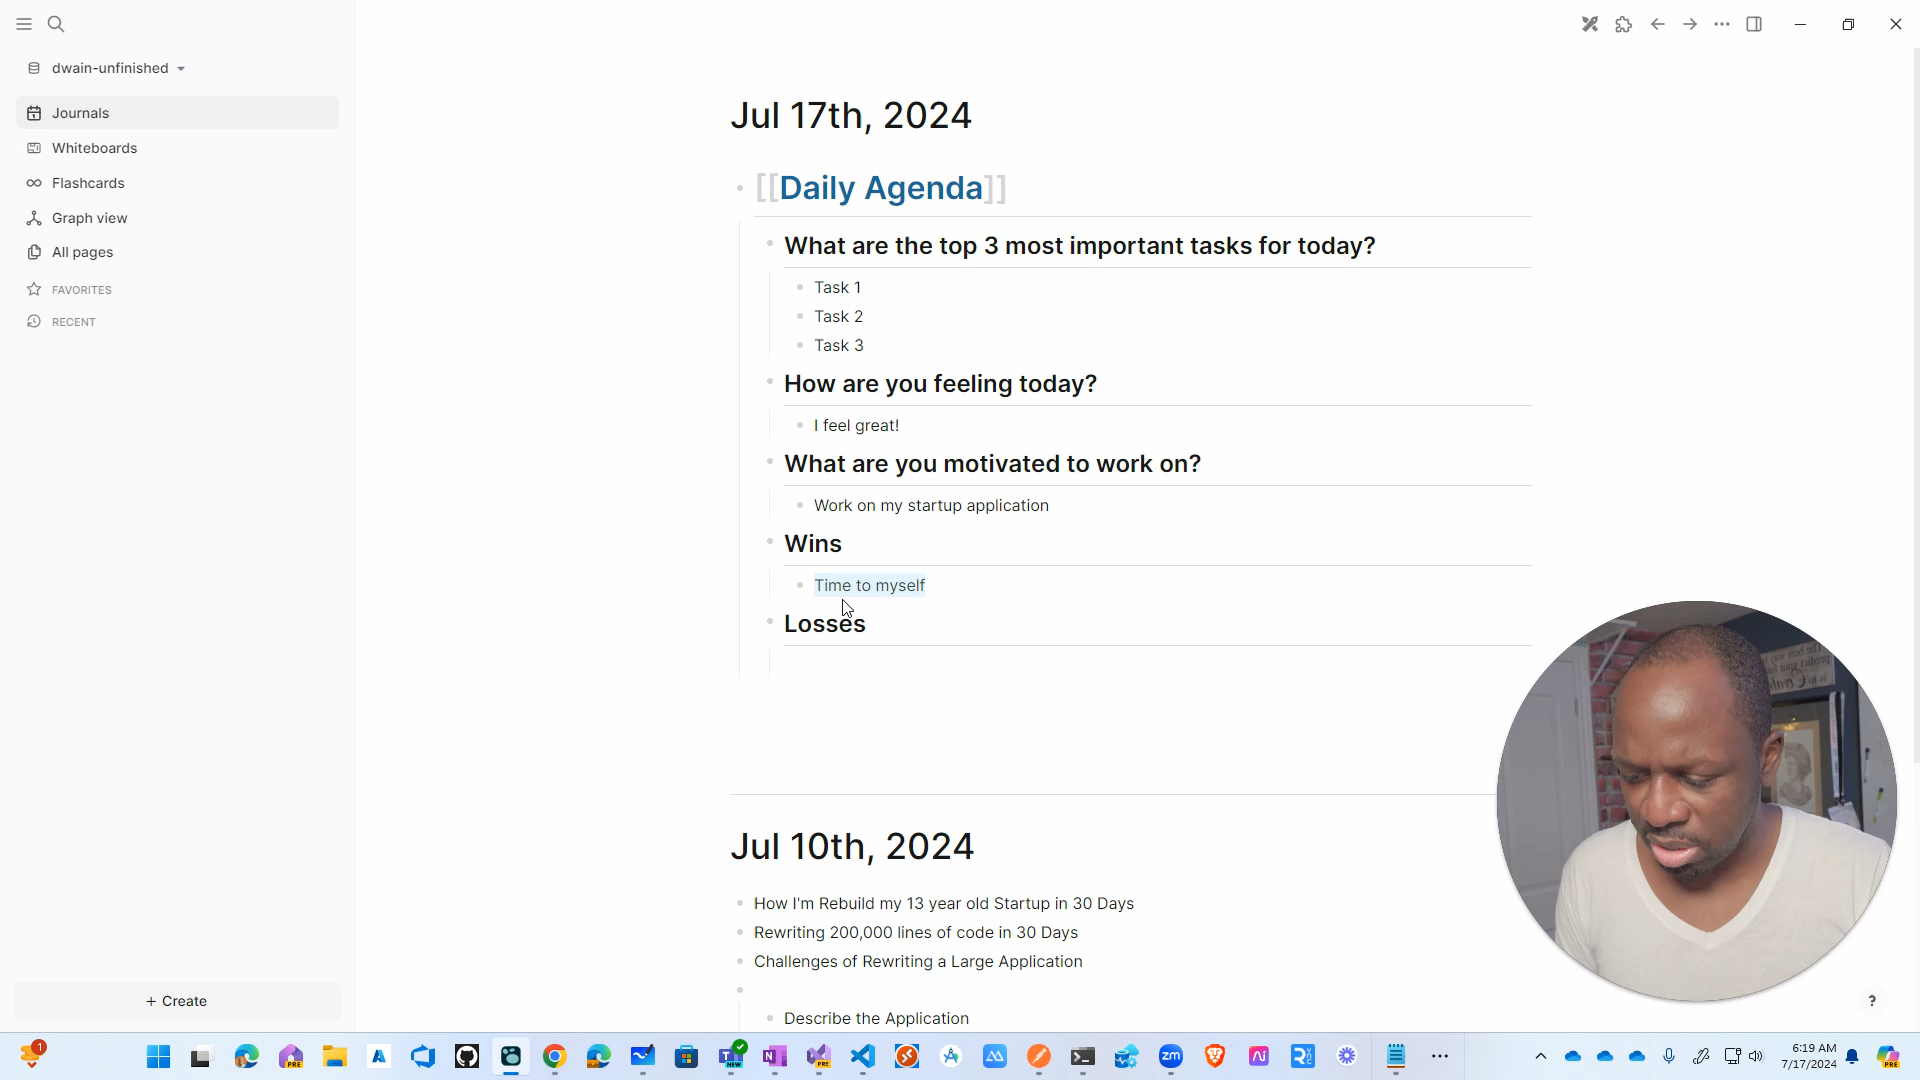 dwain-unfinished
Journals
Whiteboards
Flashcards
Graph view
All pages
FAVORITES
RECENT
+ Create
Jul 17th, 2024
[[Daily Agenda]]
What are the top 3 most important tasks for today?
Task 1
Task 2
Task 3
How are you feeling today?
I feel great!
What are you motivated to work on?
Work on my startup application
Wins
Time to myself
Losses
Jul 10th, 2024
How I'm Rebuild my 13 year old Startup in 30 Days
Rewriting 200,000 lines of code in 30 Days
Challenges of Rewriting a Large Application
Describe the Application
?
1
NEW
PRE
zm
6:19 AM
7/17/2024